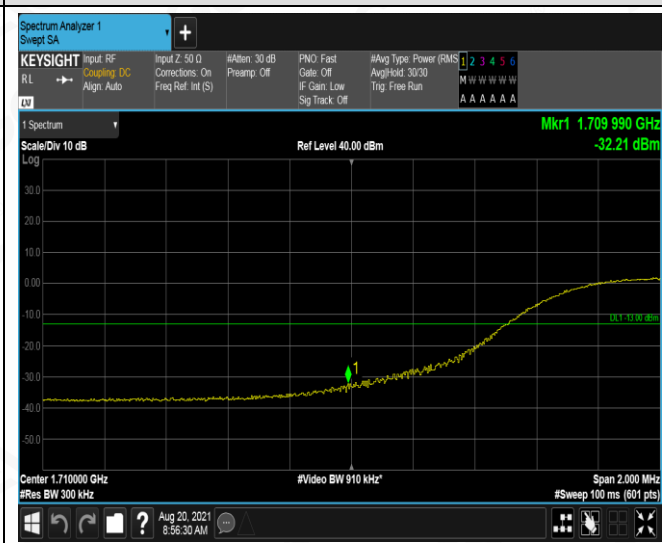 Spectrum Analyzer 1
Swept SA
+
KEYSIGHT
RL
LXI
Input: RF
Coupling: DC
Align: Auto
Input Z: 50 Ω
Corrections: On
Freq Ref: Int (S)
#Atten: 30 dB
Preamp: Off
PNO: Fast
Gate: Off
IF Gain: Low
Sig Track: Off
#Avg Type: Power (RMS
Avg|Hold: 30/30
Trig: Free Run
1 2 3 4 5 6
M W W W W W
A A A A A A
1 Spectrum
Mkr1 1.709 990 GHz
-32.21 dBm
Scale/Div 10 dB
Ref Level 40.00 dBm
Log
30.0
20.0
10.0
0.00
-10.0
DL1 -13.00 dBm
-20.0
-30.0
1
-40.0
-50.0
Center 1.710000 GHz
#Video BW 910 kHz*
Span 2.000 MHz
#Res BW 300 kHz
#Sweep 100 ms (601 pts)
?
Aug 20, 2021
8:56:30 AM